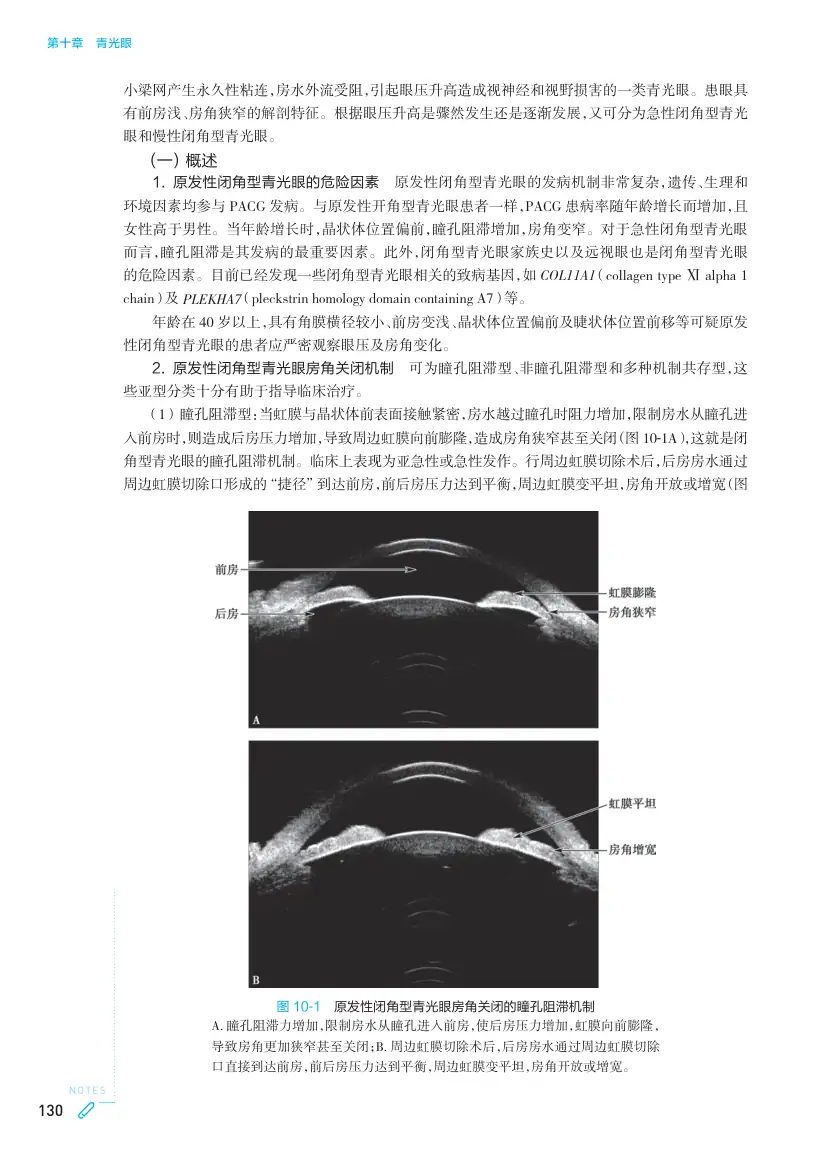 第十章　青光眼
小梁网产生永久性粘连,房水外流受阻,引起眼压升高造成视神经和视野损害的一类青光眼。患眼具
有前房浅、房角狭窄的解剖特征。根据眼压升高是骤然发生还是逐渐发展,又可分为急性闭角型青光
眼和慢性闭角型青光眼。
（一）概述
1. 原发性闭角型青光眼的危险因素　原发性闭角型青光眼的发病机制非常复杂,遗传、生理和
环境因素均参与 PACG 发病。与原发性开角型青光眼患者一样,PACG 患病率随年龄增长而增加,且
女性高于男性。当年龄增长时,晶状体位置偏前,瞳孔阻滞增加,房角变窄。对于急性闭角型青光眼
而言,瞳孔阻滞是其发病的最重要因素。此外,闭角型青光眼家族史以及远视眼也是闭角型青光眼
的危险因素。目前已经发现一些闭角型青光眼相关的致病基因,如 COL11A1（collagen type Ⅺ alpha 1
chain）及 PLEKHA7（pleckstrin homology domain containing A7）等。
年龄在 40 岁以上,具有角膜横径较小、前房变浅、晶状体位置偏前及睫状体位置前移等可疑原发
性闭角型青光眼的患者应严密观察眼压及房角变化。
2. 原发性闭角型青光眼房角关闭机制　可为瞳孔阻滞型、非瞳孔阻滞型和多种机制共存型,这
些亚型分类十分有助于指导临床治疗。
（1）瞳孔阻滞型:当虹膜与晶状体前表面接触紧密,房水越过瞳孔时阻力增加,限制房水从瞳孔进
入前房时,则造成后房压力增加,导致周边虹膜向前膨隆,造成房角狭窄甚至关闭（图 10-1A）,这就是闭
角型青光眼的瞳孔阻滞机制。临床上表现为亚急性或急性发作。行周边虹膜切除术后,后房房水通过
周边虹膜切除口形成的“捷径”到达前房,前后房压力达到平衡,周边虹膜变平坦,房角开放或增宽（图
前房
虹膜膨隆
后房
房角狭窄
A
虹膜平坦
房角增宽
B
图 10-1　原发性闭角型青光眼房角关闭的瞳孔阻滞机制
A. 瞳孔阻滞力增加,限制房水从瞳孔进入前房,使后房压力增加,虹膜向前膨隆,
导致房角更加狭窄甚至关闭;B. 周边虹膜切除术后,后房房水通过周边虹膜切除
口直接到达前房,前后房压力达到平衡,周边虹膜变平坦,房角开放或增宽。
NOTES
130